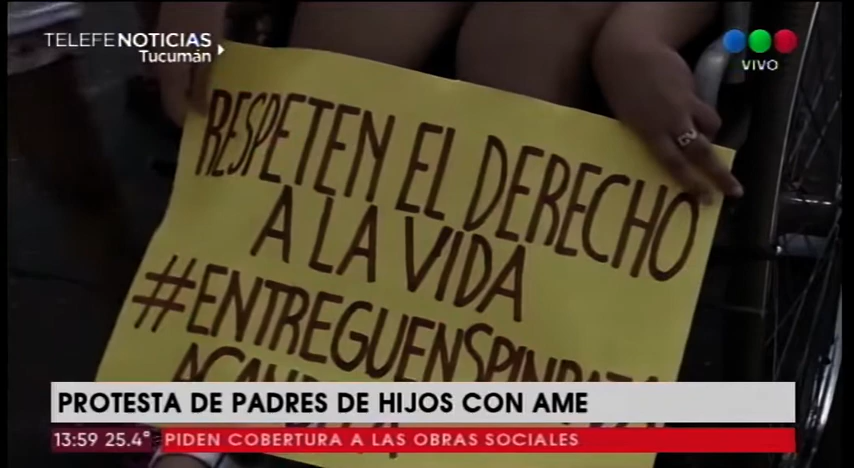 TELEFENOTICIAS
Tucumán
VIVO
RESPETEN EL DERECHO
A LA VIDA
#ENTREGUENSPINRAZA
PROTESTA DE PADRES DE HIJOS CON AME
13:59 25.4° PIDEN COBERTURA A LAS OBRAS SOCIALES